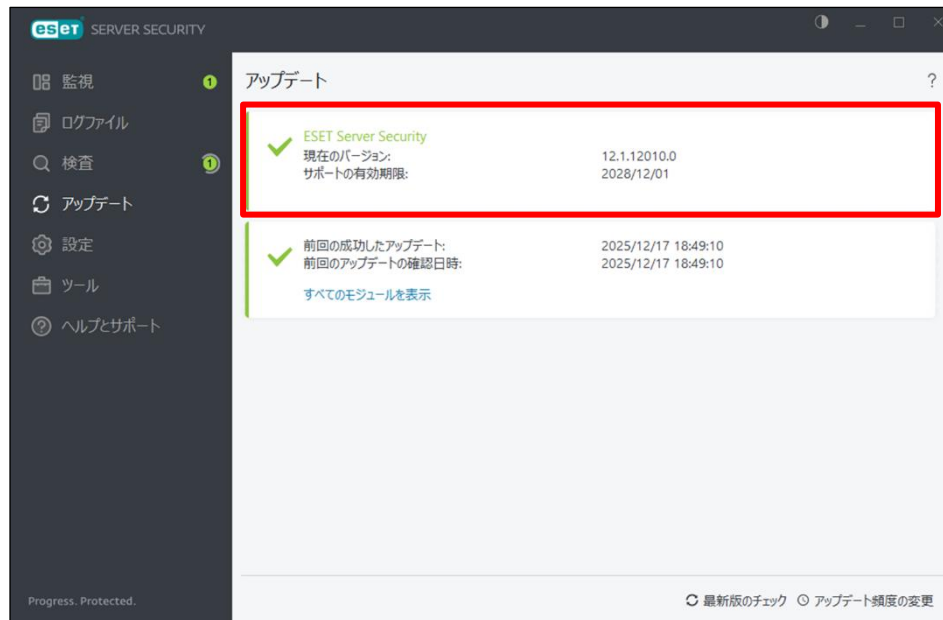 eseT SERVER SECURITY
監視 1
ログファイル
検査 1
アップデート
設定
ツール
ヘルプとサポート
Progress. Protected.
アップデート ?
ESET Server Security
現在のバージョン: 12.1.12010.0
サポートの有効期限: 2028/12/01
前回の成功したアップデート: 2025/12/17 18:49:10
前回のアップデートの確認日時: 2025/12/17 18:49:10
すべてのモジュールを表示
最新版のチェック アップデート頻度の変更